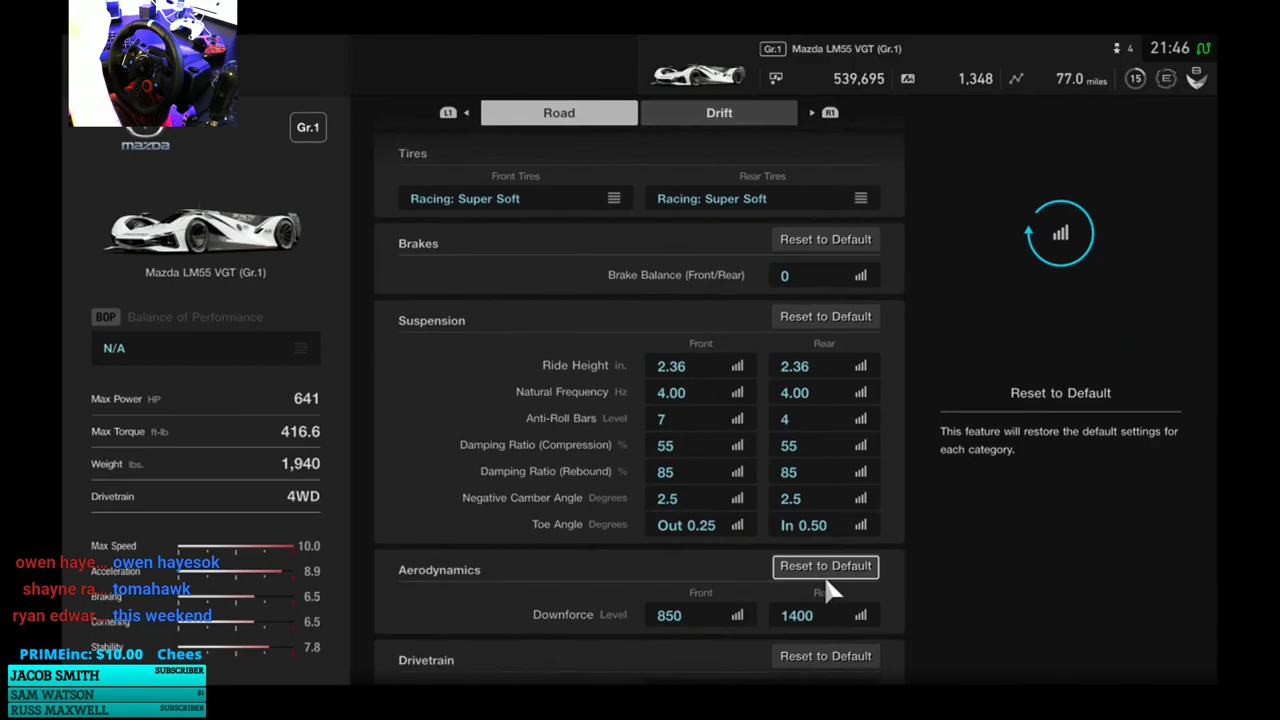 Gr.1 Mazda LM55 VGT (Gr.1)
4 21:46
539,695 1,348 77.0 miles 15 E B
mazda
Gr.1
Mazda LM55 VGT (Gr.1)
BOP Balance of Performance
N/A
Max Power HP 641
Max Torque ft-lb 416.6
Weight lbs. 1,940
Drivetrain 4WD
Max Speed 10.0
Acceleration 8.9
Braking 6.5
Cornering 6.5
Stability 7.8
owen haye... owen hayesok
shayne ra... tomahawk
ryan edwar... this weekend
PRIMEinc: $10.00 Chees
JACOB SMITH SUBSCRIBER
SAM WATSON $1
RUSS MAXWELL SUBSCRIBER
L1 Road Drift R1
Tires
Front Tires Rear Tires
Racing: Super Soft Racing: Super Soft
Brakes Reset to Default
Brake Balance (Front/Rear) 0
Suspension Reset to Default
Front Rear
Ride Height in. 2.36 2.36
Natural Frequency Hz 4.00 4.00
Anti-Roll Bars Level 7 4
Damping Ratio (Compression) % 55 55
Damping Ratio (Rebound) % 85 85
Negative Camber Angle Degrees 2.5 2.5
Toe Angle Degrees Out 0.25 In 0.50
Aerodynamics Reset to Default
Front
Downforce Level 850 1400
Drivetrain Reset to Default
Reset to Default
This feature will restore the default settings for
each category.